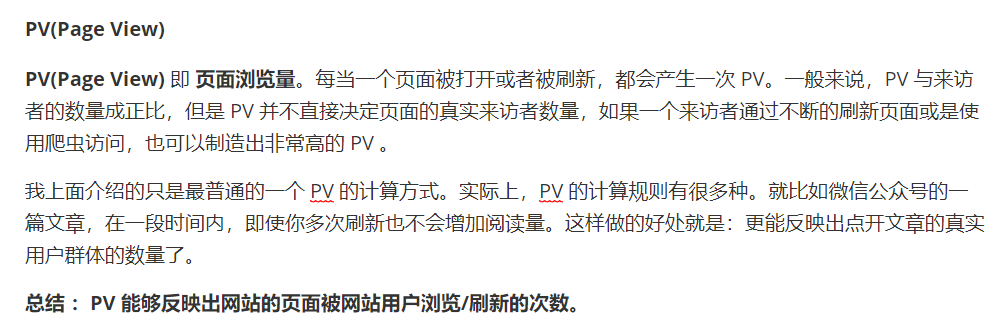 PV(Page View)
PV(Page View) 即 页面浏览量。每当一个页面被打开或者被刷新，都会产生一次 PV。一般来说，PV 与来访
者的数量成正比，但是 PV 并不直接决定页面的真实来访者数量，如果一个来访者通过不断的刷新页面或是使
用爬虫访问，也可以制造出非常高的 PV 。
我上面介绍的只是最普通的一个 PV 的计算方式。实际上，PV 的计算规则有很多种。就比如微信公众号的一
篇文章，在一段时间内，即使你多次刷新也不会增加阅读量。这样做的好处就是：更能反映出点开文章的真实
用户群体的数量了。
总结 ：PV 能够反映出网站的页面被网站用户浏览/刷新的次数。